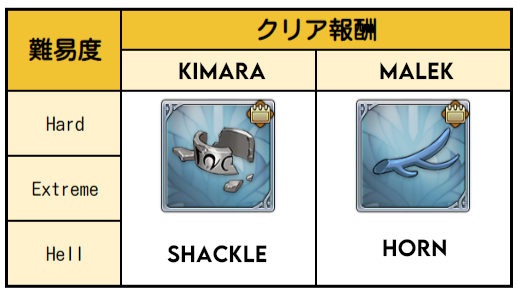 難易度
クリア報酬
KIMARA
MALEK
Hard
Extreme
Hell
SHACKLE
HORN